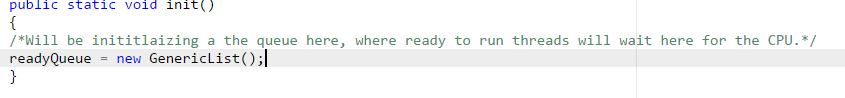 public static void init()
{
/*Will be inititlaizing a the queue here, where ready to run threads will wait here for the CPU.*/
readyQueue = new GenericList();
}